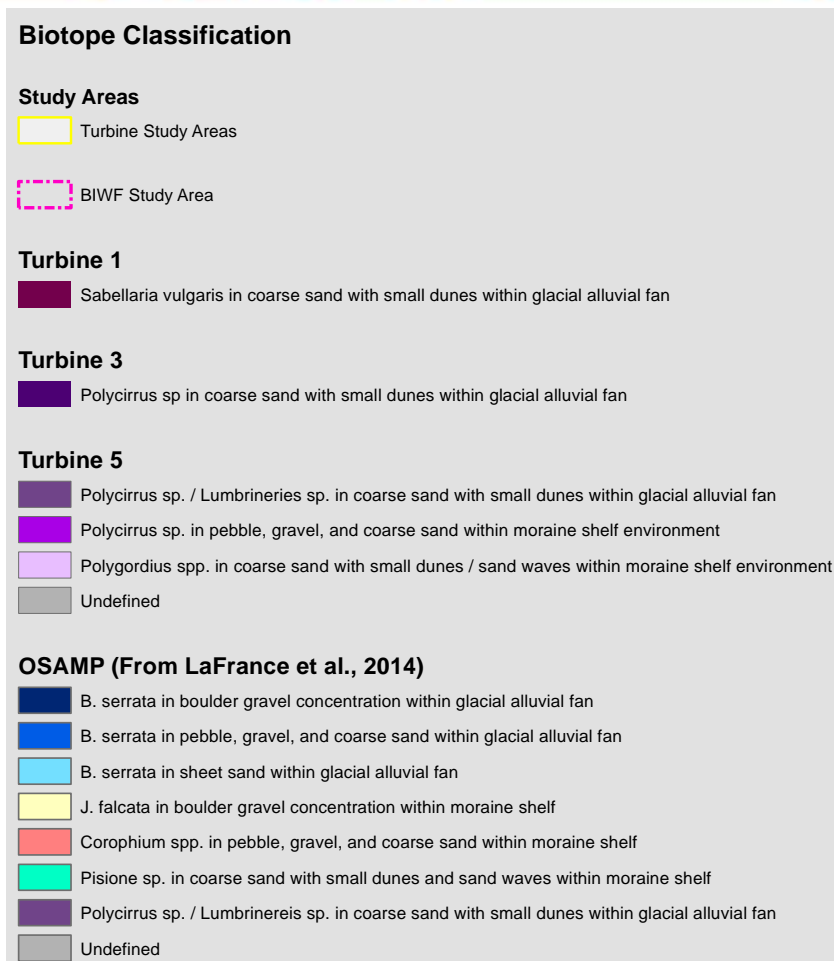 Biotope Classification
Study Areas
Turbine Study Areas
BIWF Study Area
Turbine 1
Sabellaria vulgaris in coarse sand with small dunes within glacial alluvial fan
Turbine 3
Polycirrus sp in coarse sand with small dunes within glacial alluvial fan
Turbine 5
Polycirrus sp. / Lumbrineries sp. in coarse sand with small dunes within glacial alluvial fan
Polycirrus sp. in pebble, gravel, and coarse sand within moraine shelf environment
Polygordius spp. in coarse sand with small dunes / sand waves within moraine shelf environment
Undefined
OSAMP (From LaFrance et al., 2014)
B. serrata in boulder gravel concentration within glacial alluvial fan
B. serrata in pebble, gravel, and coarse sand within glacial alluvial fan
B. serrata in sheet sand within glacial alluvial fan
J. falcata in boulder gravel concentration within moraine shelf
Corophium spp. in pebble, gravel, and coarse sand within moraine shelf
Pisione sp. in coarse sand with small dunes and sand waves within moraine shelf
Polycirrus sp. / Lumbrinereis sp. in coarse sand with small dunes within glacial alluvial fan
Undefined